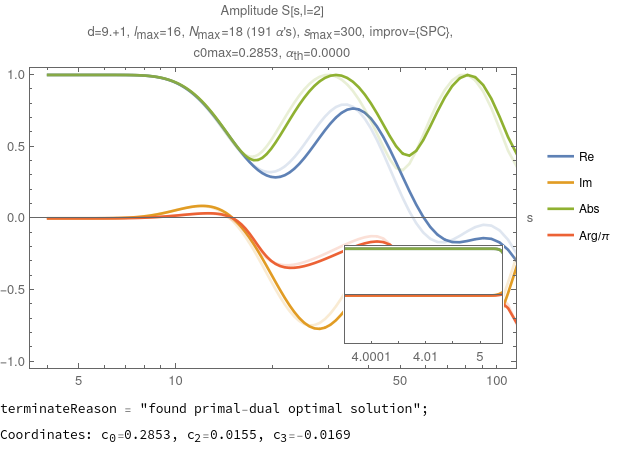 Amplitude S[s,l=2]
d=9.+1, lmax=16, Nmax=18 (191 α's), smax=300, improv={SPC},
c0max=0.2853, αth=0.0000
1.0
0.5
0.0
-0.5
-1.0
5
10
50
100
s
4.0001
4.01
5
Re
Im
Abs
Arg/π
terminateReason = "found primal-dual optimal solution";
Coordinates: c0=0.2853, c2=0.0155, c3=-0.0169